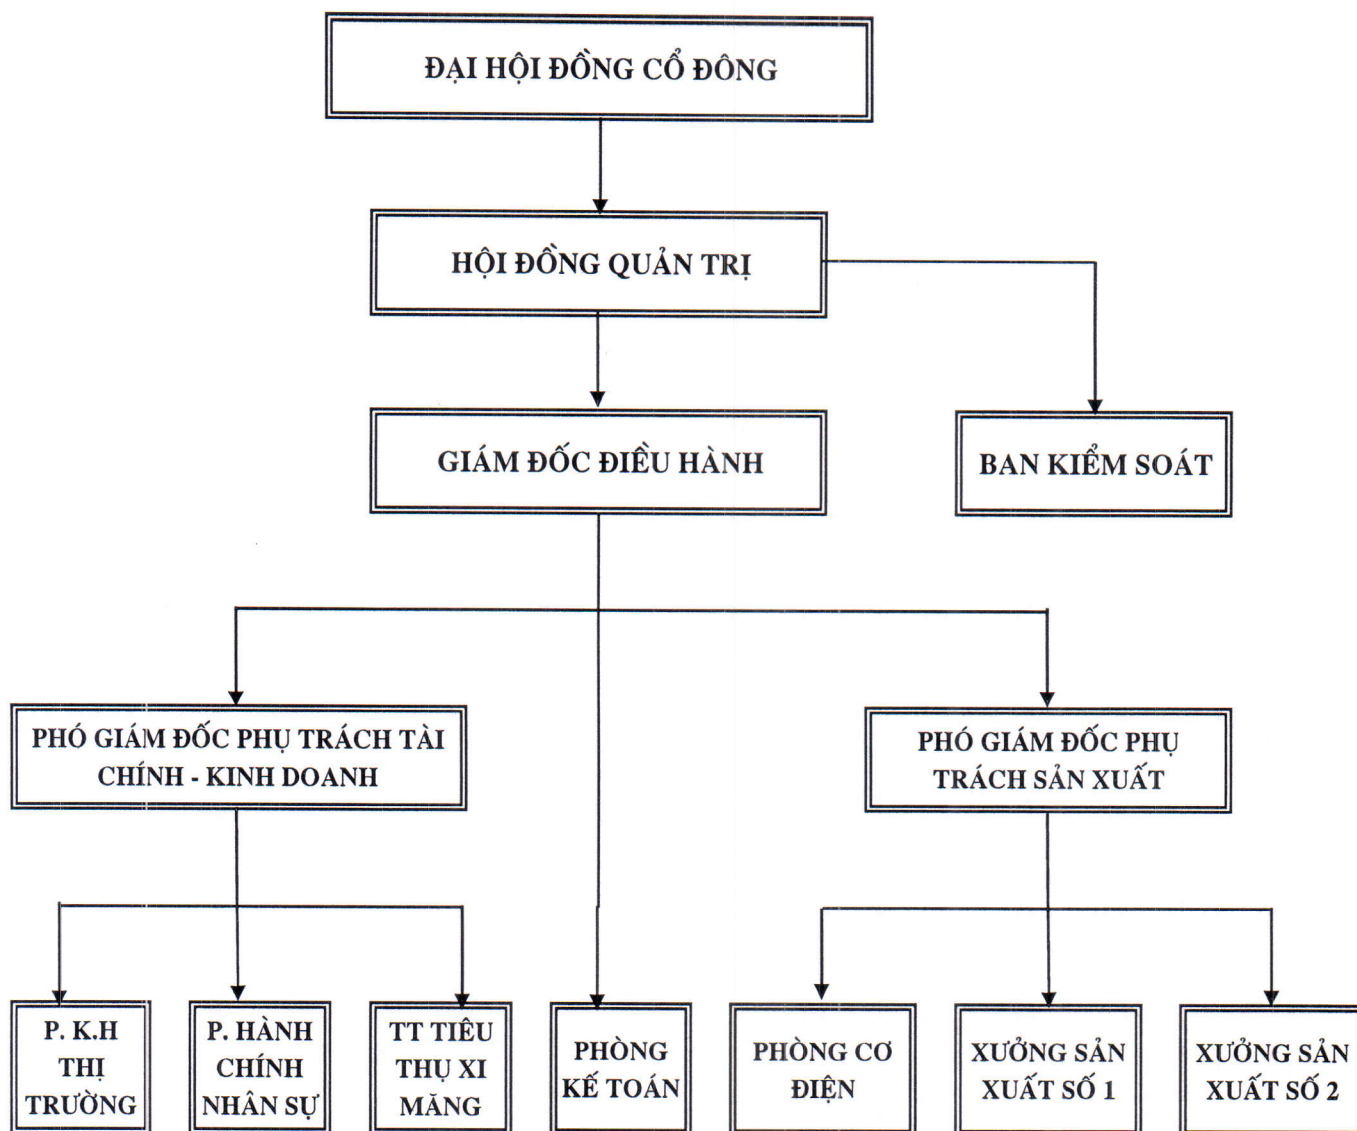 ĐẠI HỘI ĐỒNG CỔ ĐÔNG
HỘI ĐỒNG QUẢN TRỊ
GIÁM ĐỐC ĐIỀU HÀNH
BAN KIỂM SOÁT
PHÓ GIÁM ĐỐC PHỤ TRÁCH TÀI
CHÍNH - KINH DOANH
PHÓ GIÁM ĐỐC PHỤ
TRÁCH SẢN XUẤT
P. K.H
THỊ
TRƯỜNG
P. HÀNH
CHÍNH
NHÂN SỰ
TT TIÊU
THỤ XI
MĂNG
PHÒNG
KẾ TOÁN
PHÒNG CƠ
ĐIỆN
XƯỞNG SẢN
XUẤT SỐ 1
XƯỞNG SẢN
XUẤT SỐ 2